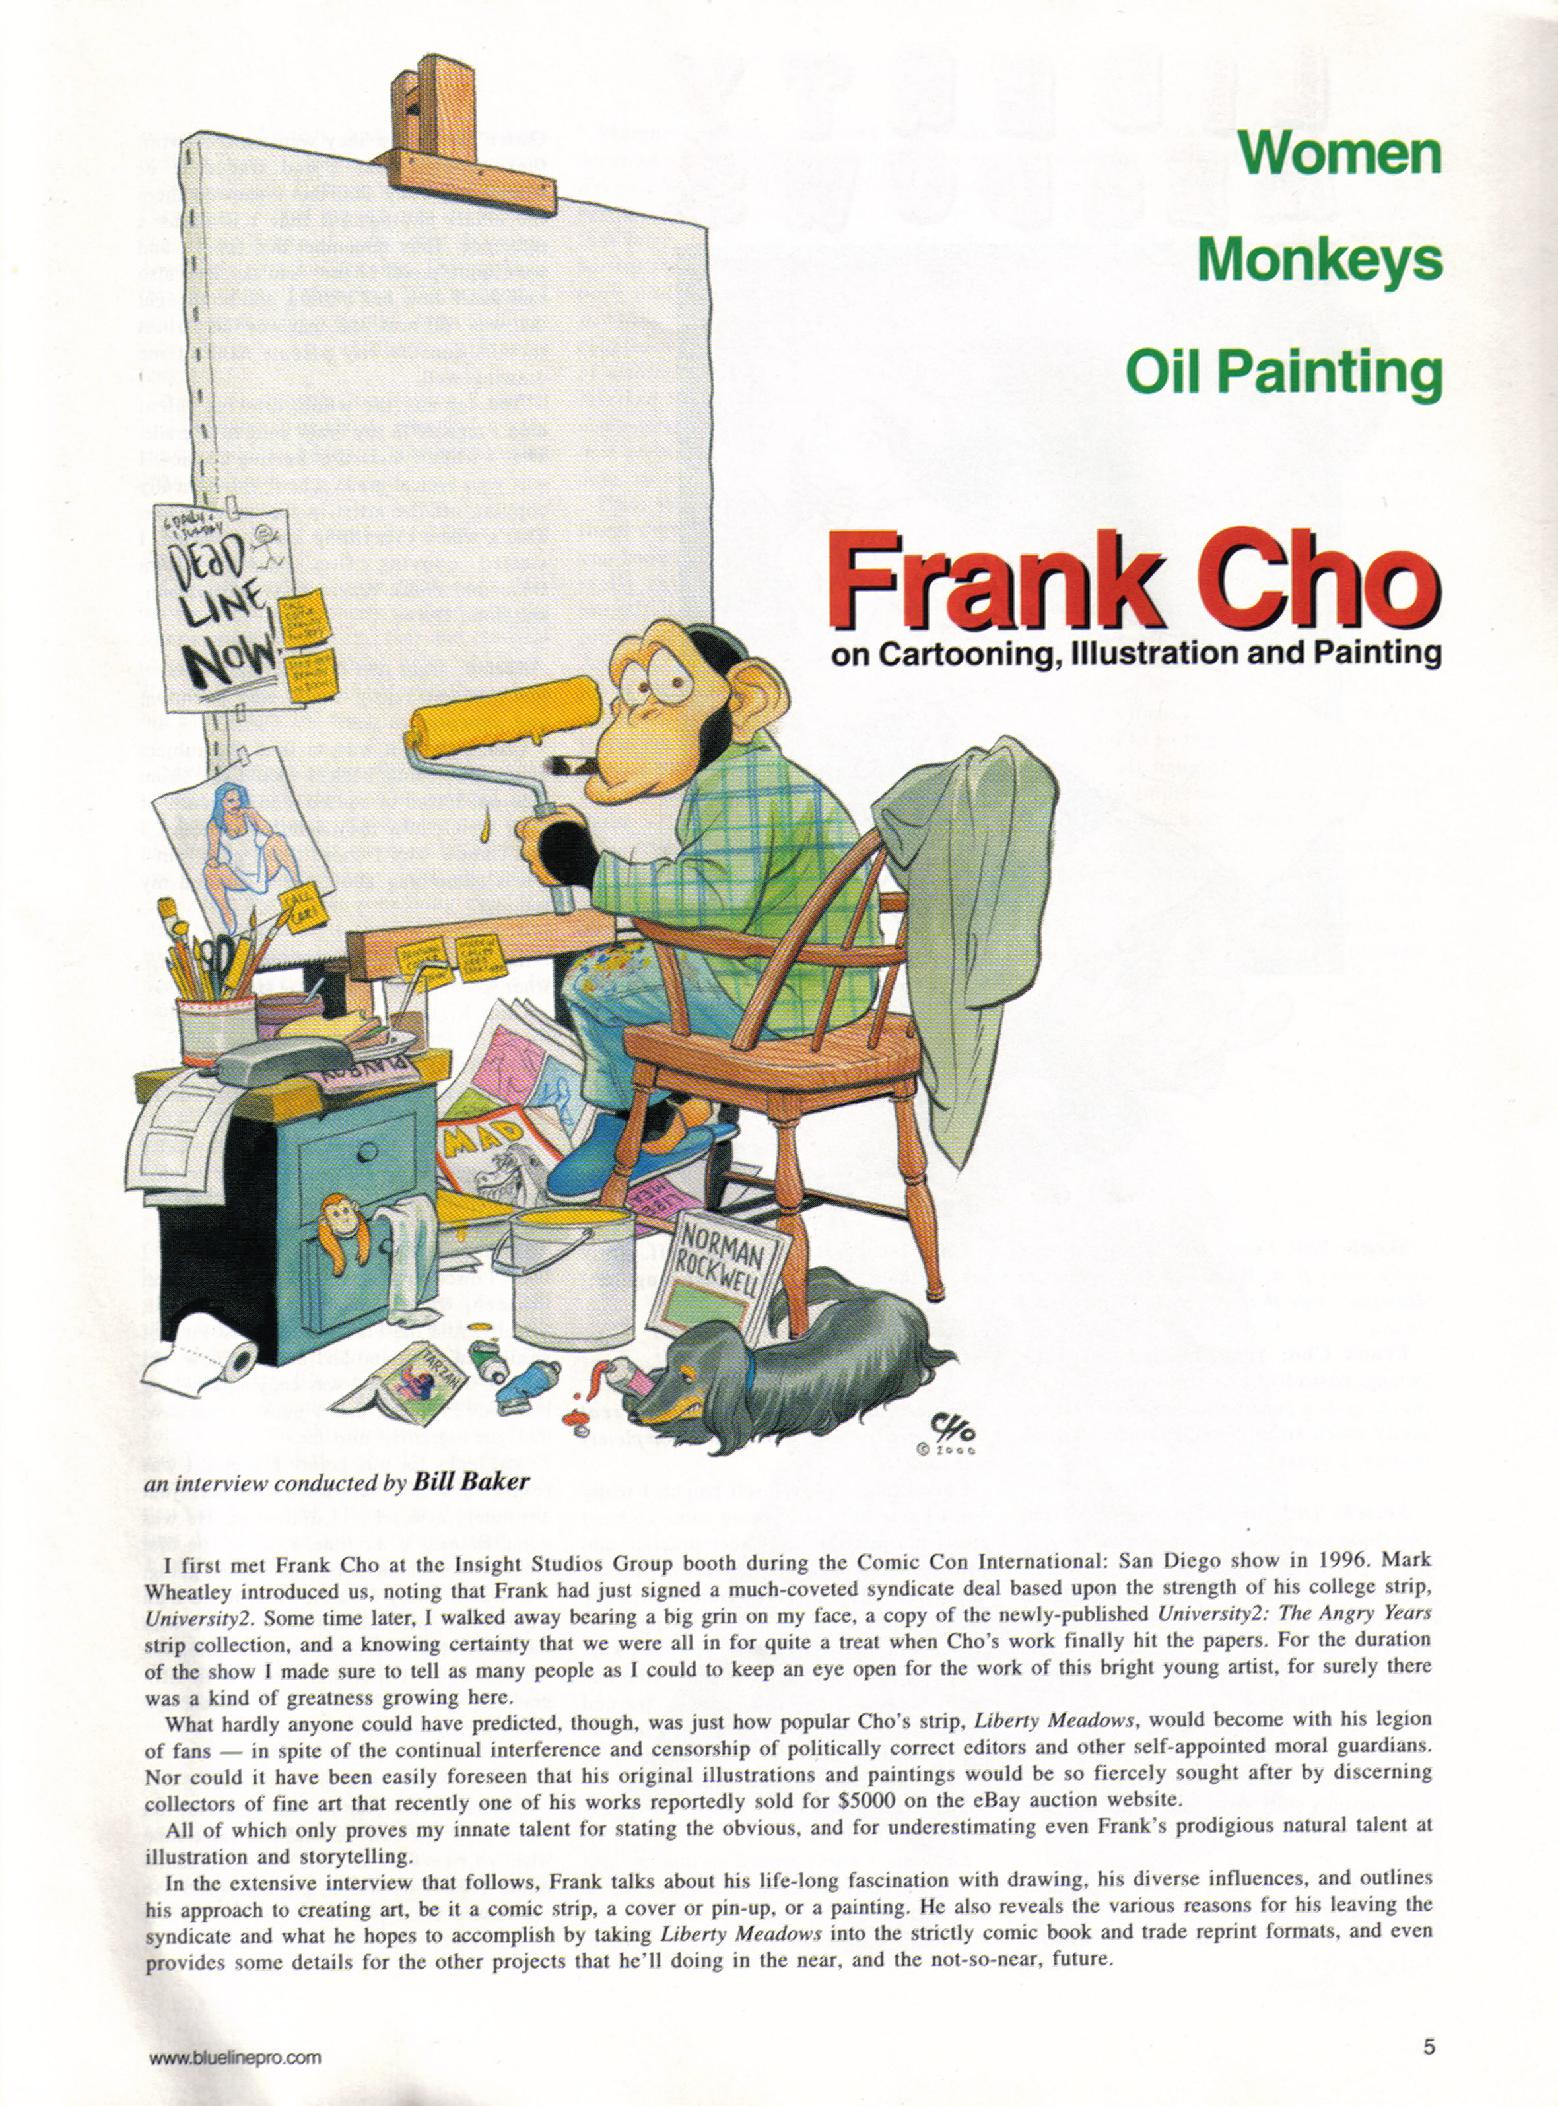 Women
Monkeys
Oil Painting
Frank Cho
on Cartooning, Illustration and Painting
6 DAILY +
1 SUNDAY
DEAD
LINE
NOW!
CALL
CAR!
PLAYBOY
MAD
NORMAN
ROCKWELL
TARZAN
CHO
© 2000
an interview conducted by Bill Baker
I first met Frank Cho at the Insight Studios Group booth during the Comic Con International: San Diego show in 1996. Mark
Wheatley introduced us, noting that Frank had just signed a much-coveted syndicate deal based upon the strength of his college strip,
University2. Some time later, I walked away bearing a big grin on my face, a copy of the newly-published University2: The Angry Years
strip collection, and a knowing certainty that we were all in for quite a treat when Cho's work finally hit the papers. For the duration
of the show I made sure to tell as many people as I could to keep an eye open for the work of this bright young artist, for surely there
was a kind of greatness growing here.
What hardly anyone could have predicted, though, was just how popular Cho's strip, Liberty Meadows, would become with his legion
of fans — in spite of the continual interference and censorship of politically correct editors and other self-appointed moral guardians.
Nor could it have been easily foreseen that his original illustrations and paintings would be so fiercely sought after by discerning
collectors of fine art that recently one of his works reportedly sold for $5000 on the eBay auction website.
All of which only proves my innate talent for stating the obvious, and for underestimating even Frank's prodigious natural talent at
illustration and storytelling.
In the extensive interview that follows, Frank talks about his life-long fascination with drawing, his diverse influences, and outlines
his approach to creating art, be it a comic strip, a cover or pin-up, or a painting. He also reveals the various reasons for his leaving the
syndicate and what he hopes to accomplish by taking Liberty Meadows into the strictly comic book and trade reprint formats, and even
provides some details for the other projects that he'll doing in the near, and the not-so-near, future.
www.bluelinepro.com
5